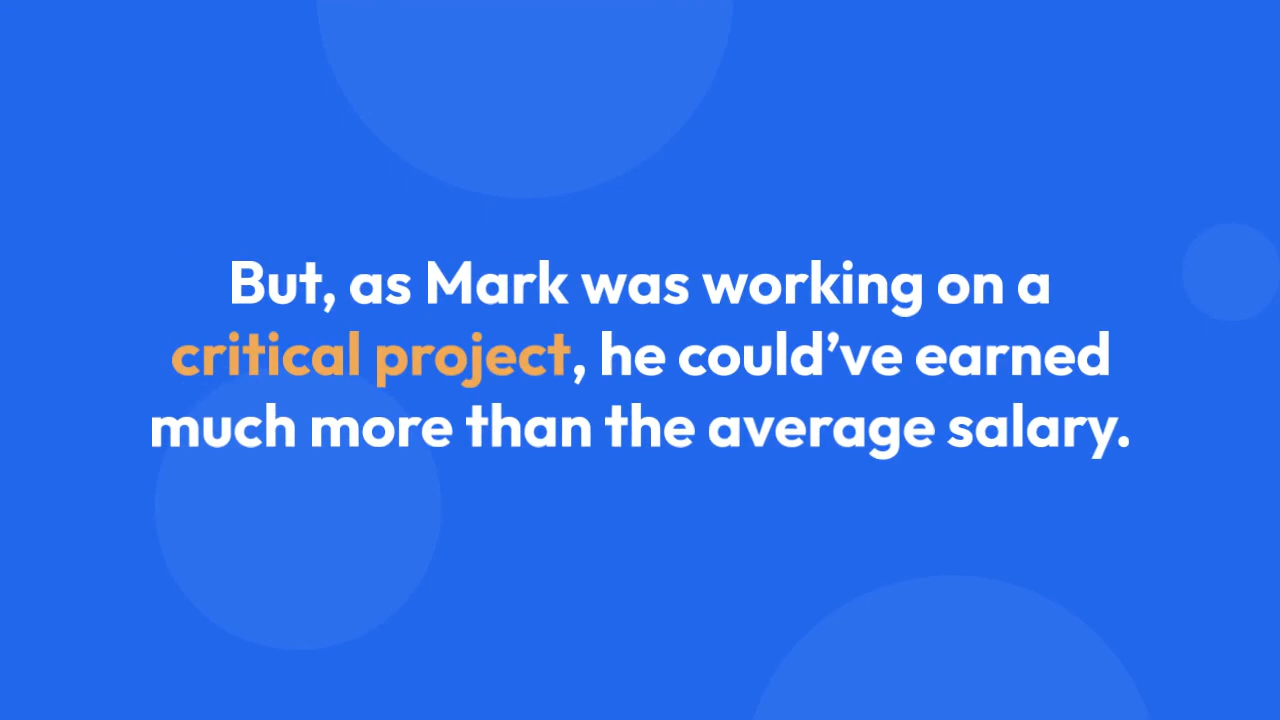 But, as Mark was working on a
critical project, he could’ve earned
much more than the average salary.